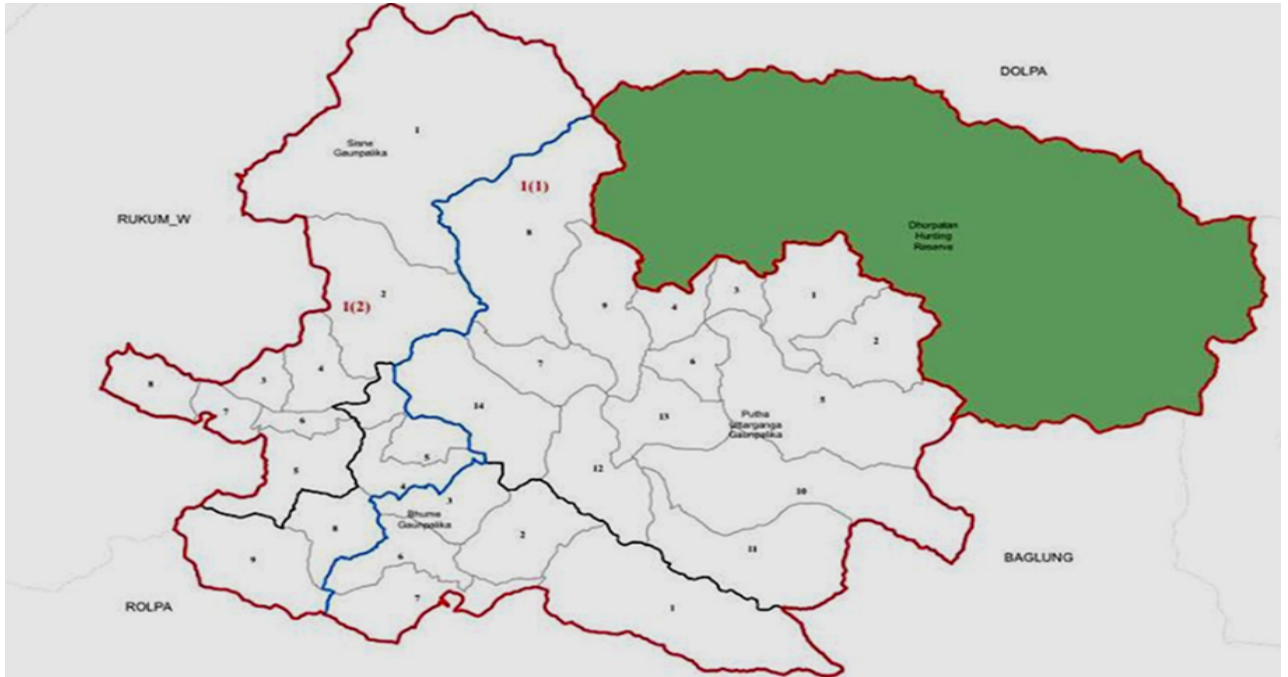 DOLPA
1
Sisne
Gaunpalika
1(1)
RUKUM_W
8
Dhorpatan
Hunting
Reserve
2
1(2)
9
4
3
1
2
7
6
8
3
4
7
6
14
13
5
Putha
Uttarganga
Gaunpalika
5
5
12
10
4
3
Bhume
Gaunpalika
8
2
11
9
6
BAGLUNG
7
1
ROLPA